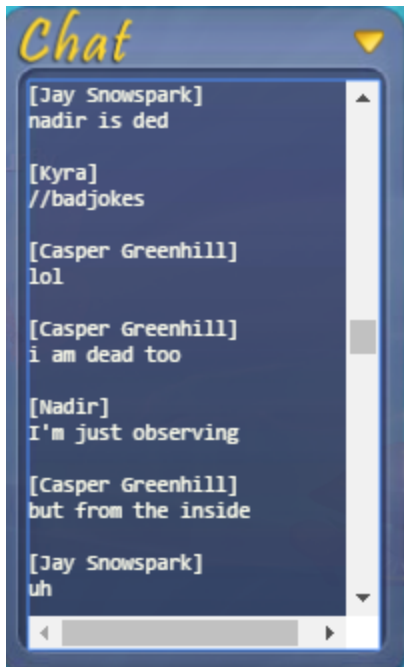 Chat
[Jay Snowspark]
nadir is ded
[Kyra]
//badjokes
[Casper Greenhill]
lol
[Casper Greenhill]
i am dead too
[Nadir]
I'm just observing
[Casper Greenhill]
but from the inside
[Jay Snowspark]
uh